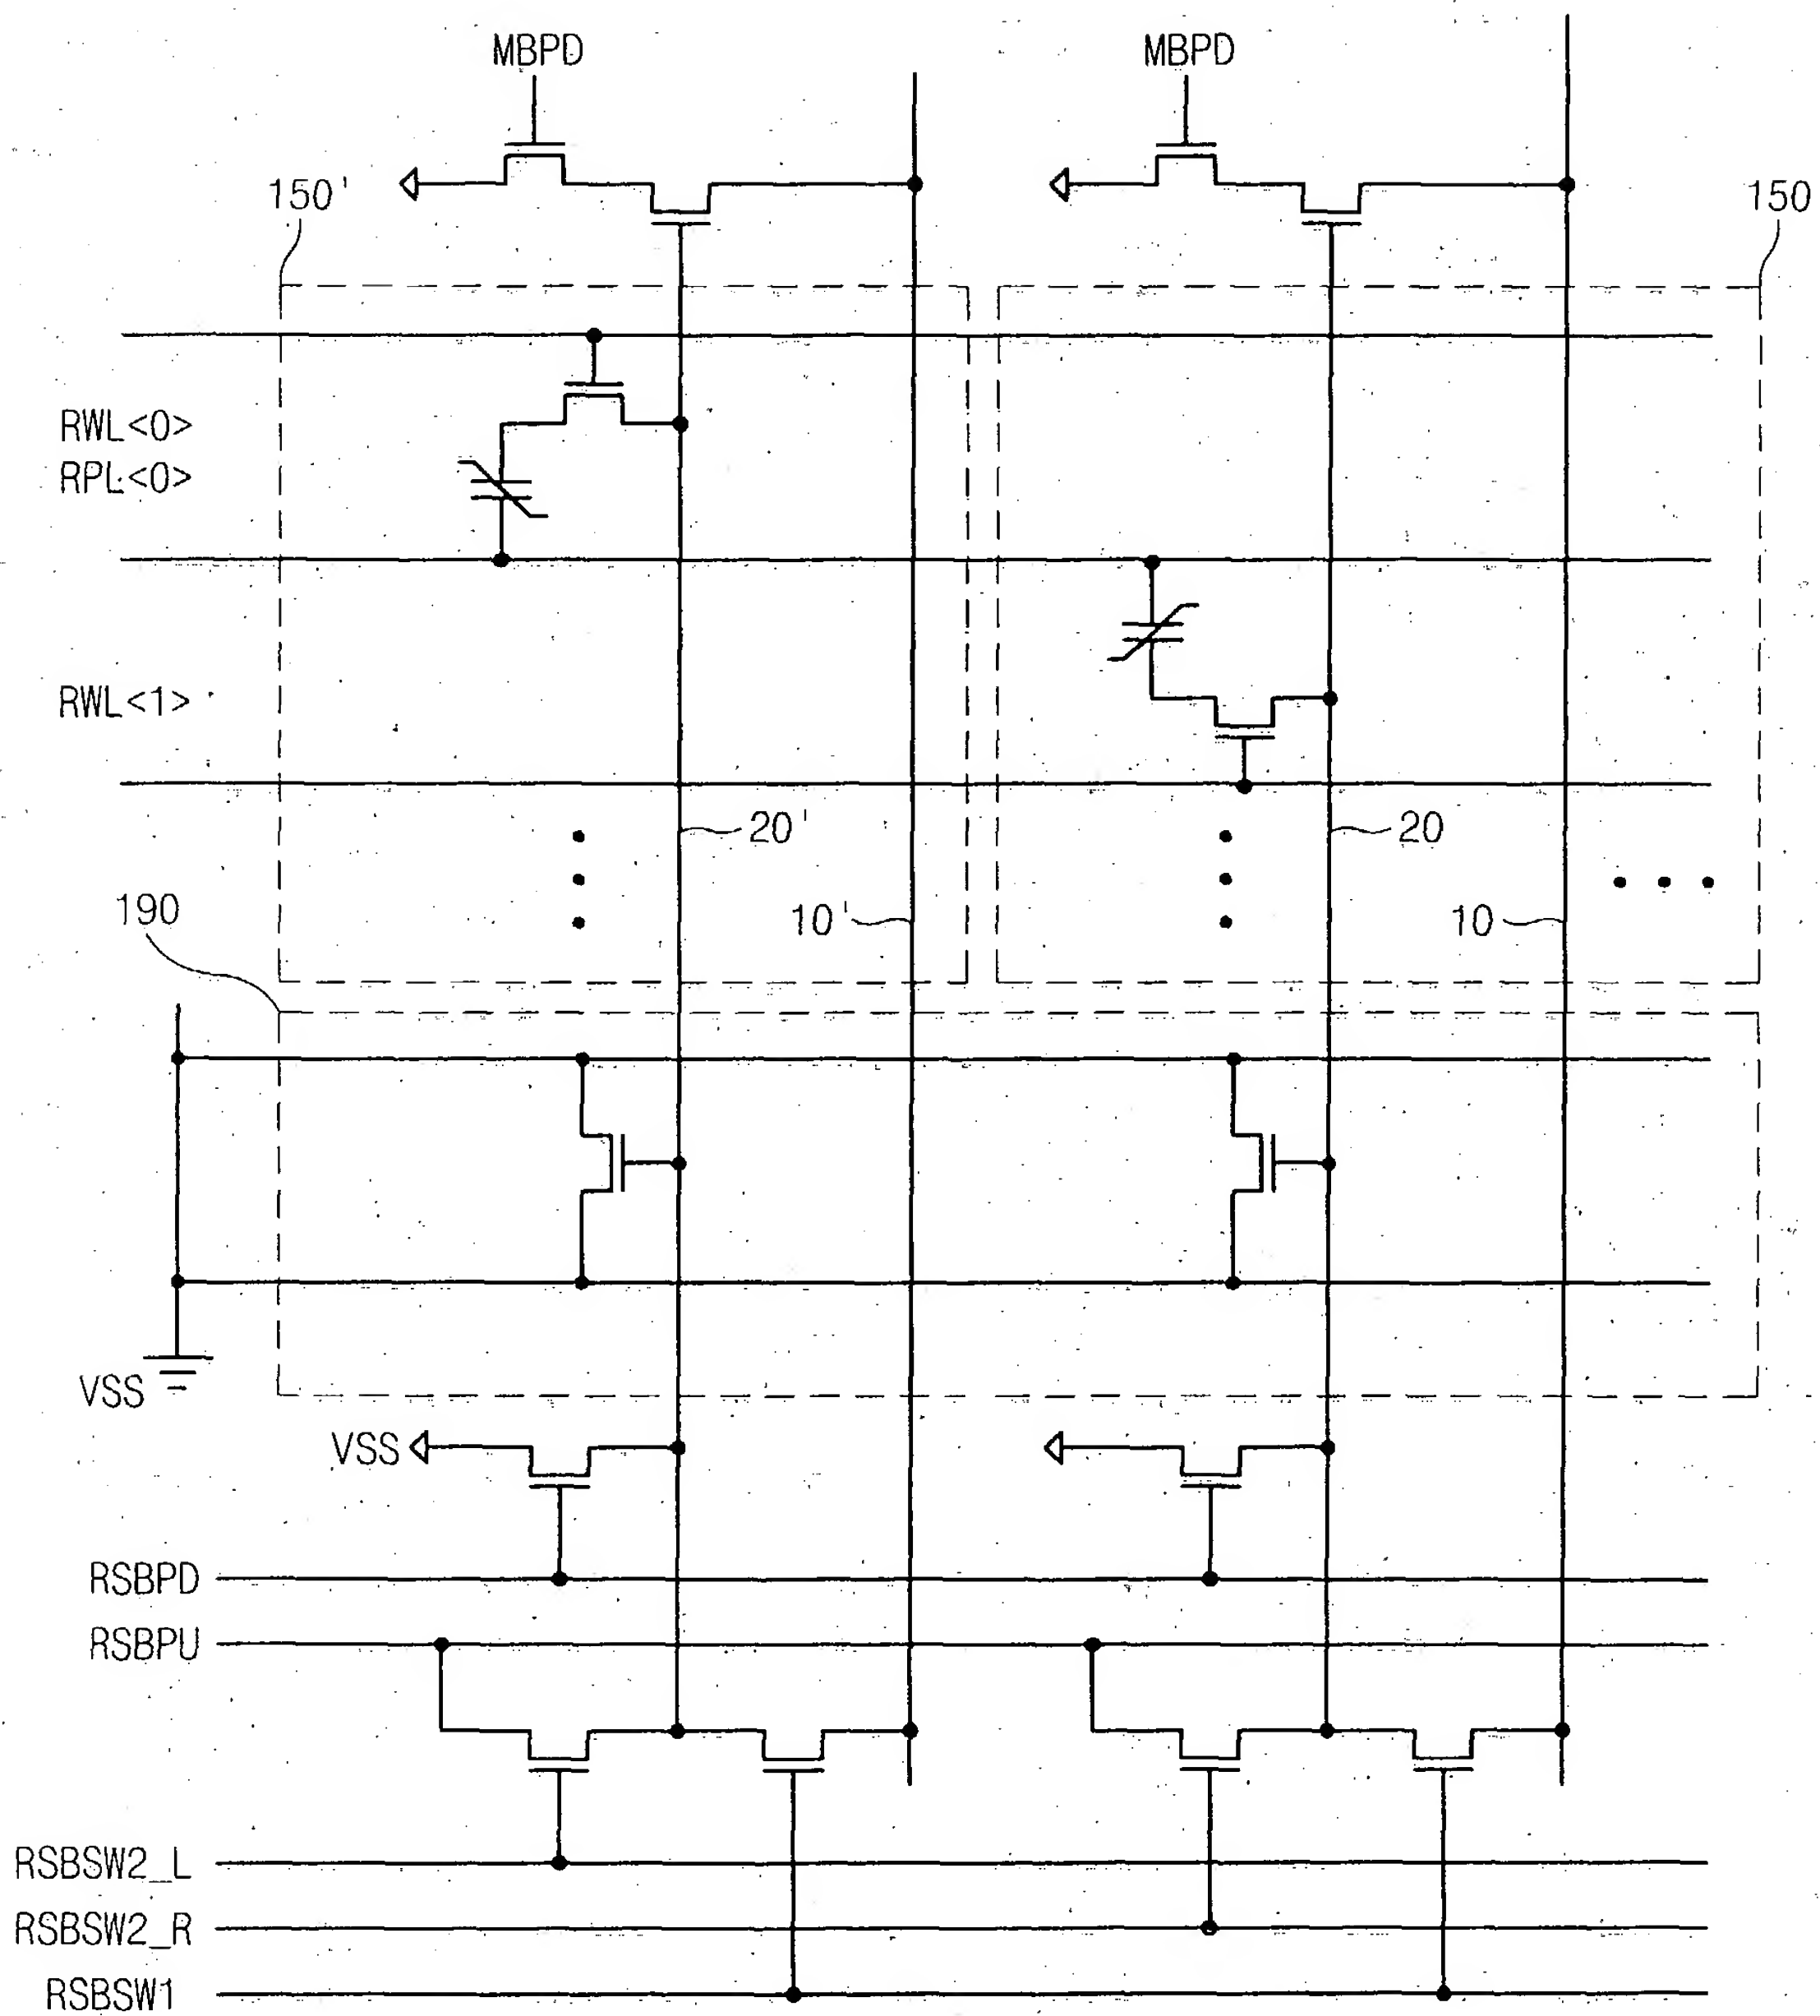 MBPD MBPD
150' 150
RWL<0>
RPL<0>
RWL<1>
20' 20
190 10' 10
VSS
VSS
RSBPD
RSBPU
RSBSW2_L
RSBSW2_R
RSBSW1